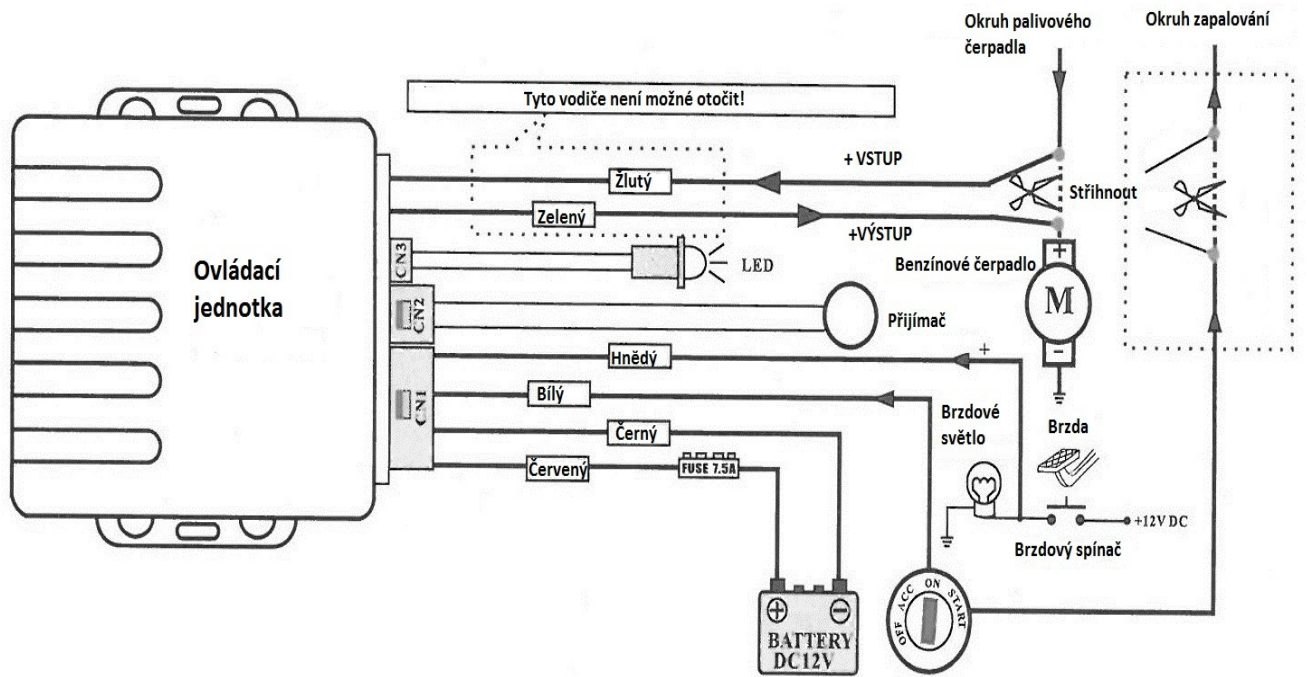 Okruh palivového
čerpadla
Okruh zapalování
Tyto vodiče není možné otočit!
+ VSTUP
Žlutý
Střihnout
Zelený
+VÝSTUP
Benzínové čerpadlo
+
M
−
CN3
LED
Ovládací
jednotka
CN2
Přijímač
Hnědý
+
CN1
Bílý
Černý
Červený
FUSE 7.5A
Brzdové
světlo
Brzda
+12V DC
Brzdový spínač
OFF ACC ON START
+ −
BATTERY
DC12V